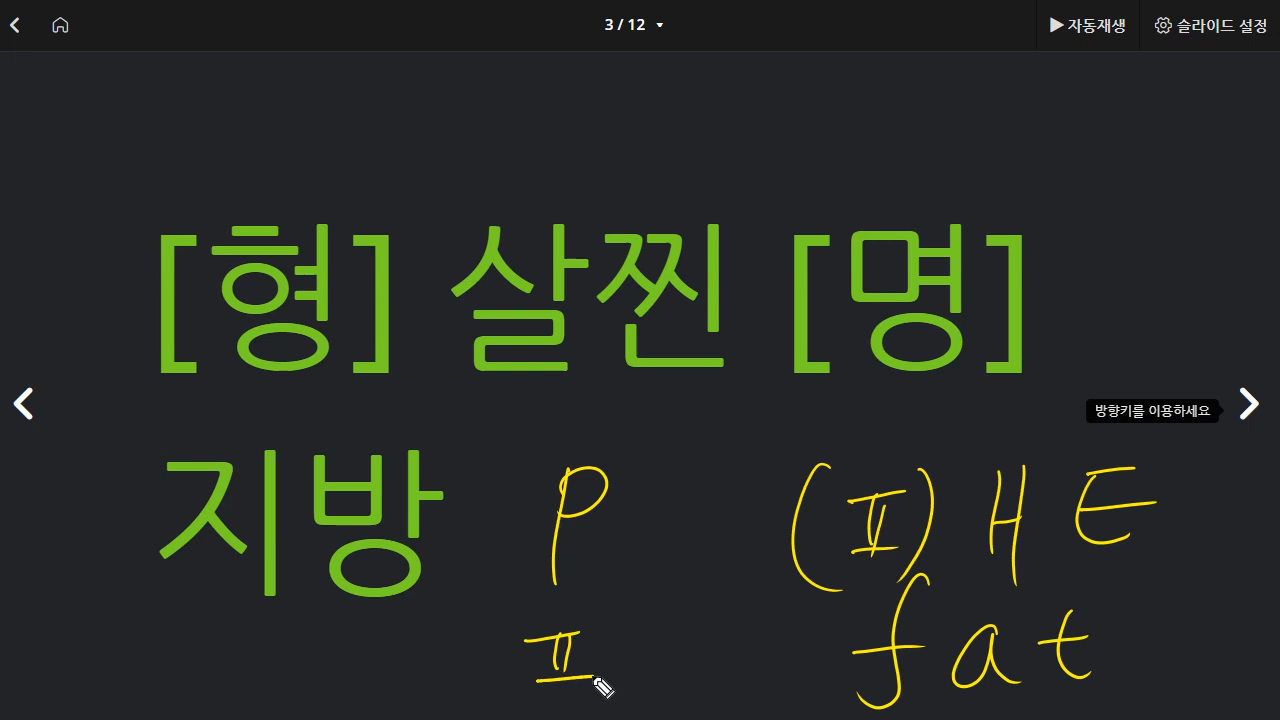 3 / 12
자동재생
슬라이드 설정
[형] 살찐 [명]
지방
방향키를 이용하세요
P
(ㅍ) ㅐ ㅌ
ㅍ
fat